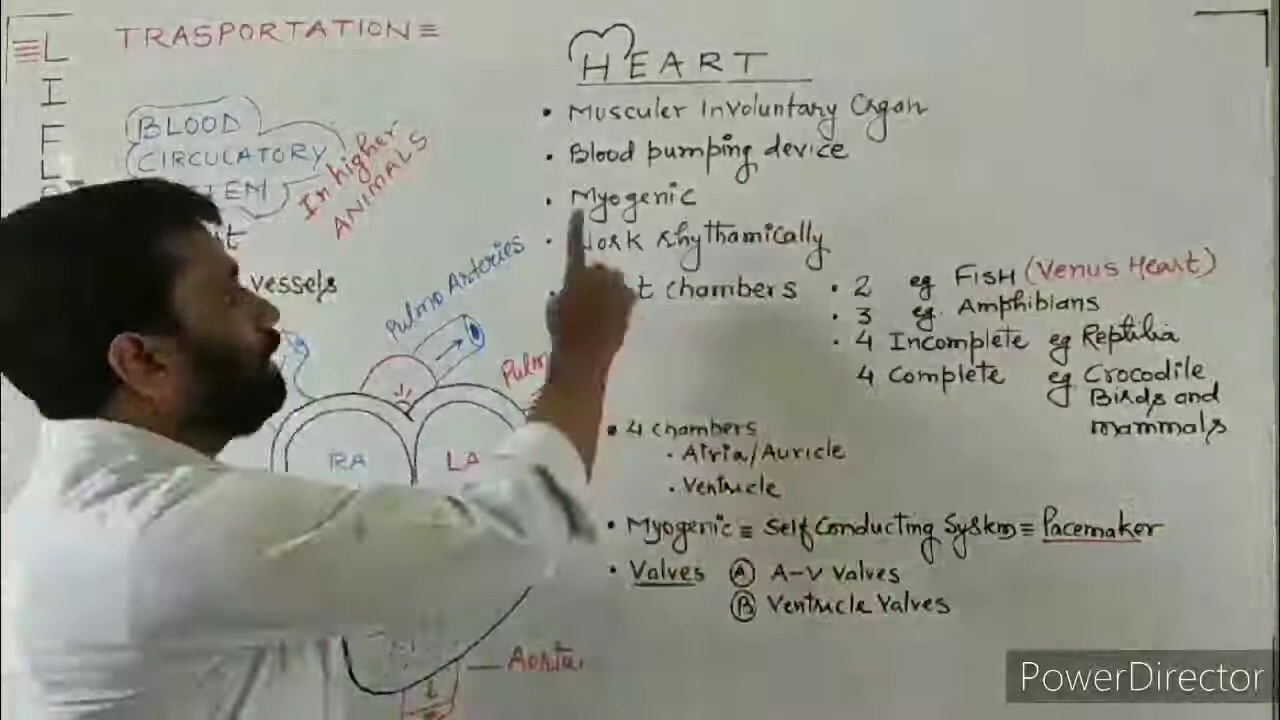 TRASPORTATION
LIFE
BLOOD
CIRCULATORY
In higher
ANIMALS
vessels
Pulmo Arteries
RA
LA
Aorta
HEART
• Musculer Involuntary Organ
• Blood pumping device
• Myogenic
• Work rhythamically
chambers
• 2 eg FISH (Venus Heart)
• 3 eg. Amphibians
• 4 Incomplete eg Reptilia
4 Complete eg Crocodile
Birds and
mammals
• 4 chambers
• Atria/Auricle
• Ventricle
• Myogenic = Self Conducting System = Pacemaker
• Valves Ⓐ A-V Valves
Ⓑ Ventricle Valves
PowerDirector